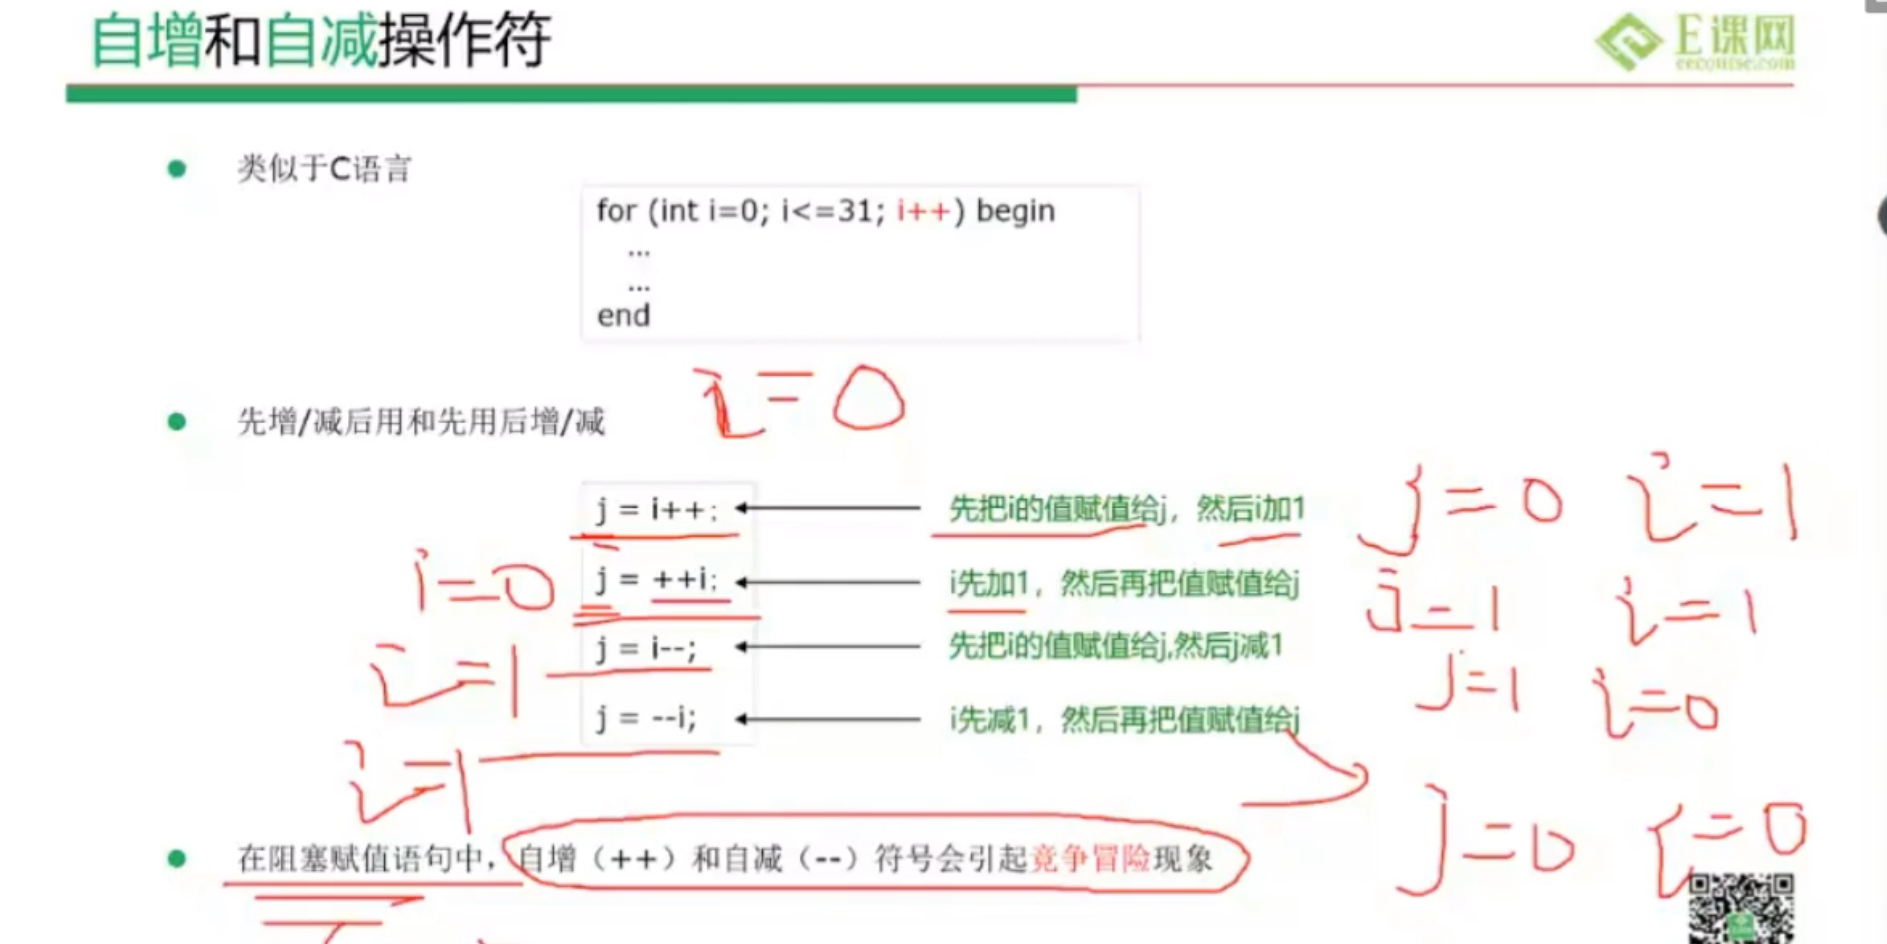 自增和自减操作符
E课网
eecourse.com
类似于C语言
for (int i=0; i<=31; i++) begin
...
...
end
i=0
先增/减后用和先用后增/减
j = i++;
先把i的值赋值给j，然后i加1
j=0 i=1
i=0
j = ++i;
i先加1，然后再把值赋值给j
j=1 i=1
i=1
j = i--;
先把i的值赋值给j,然后j减1
j=1 i=0
j = --i;
i先减1，然后再把值赋值给j
i=1
j=0 i=0
在阻塞赋值语句中，自增（++）和自减（--）符号会引起竞争冒险现象